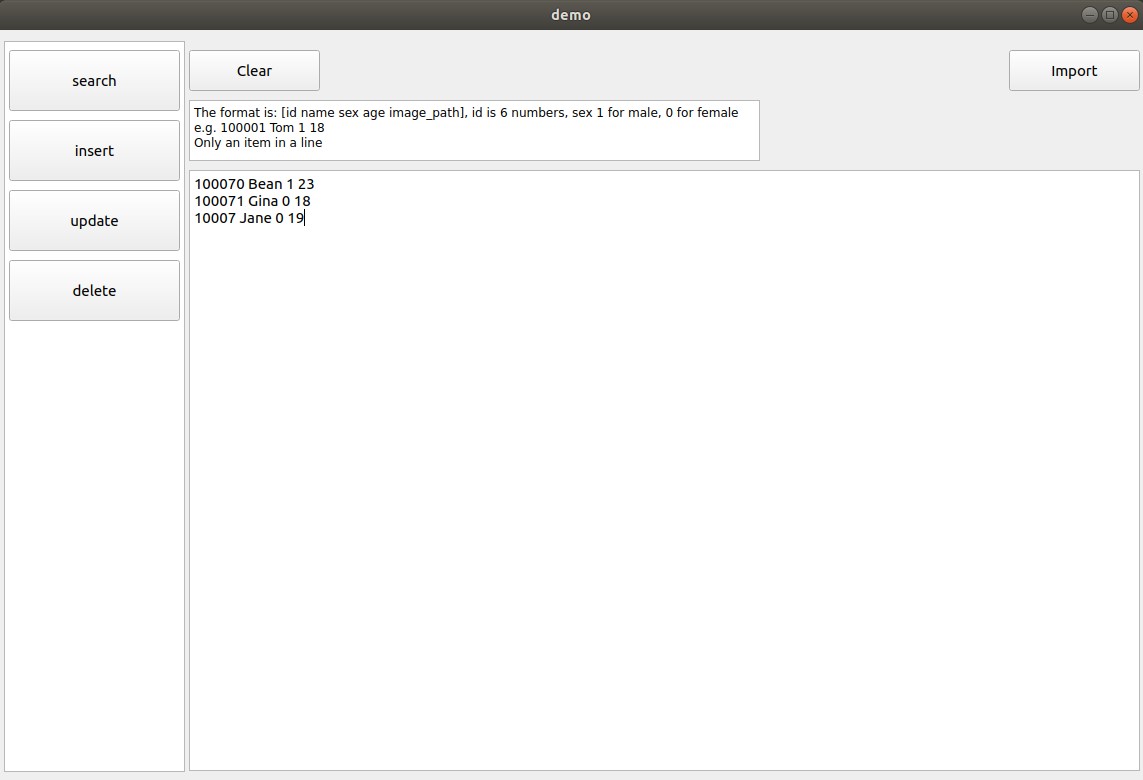 demo
search
insert
update
delete
Clear
Import
The format is: [id name sex age image_path], id is 6 numbers, sex 1 for male, 0 for female
e.g. 100001 Tom 1 18
Only an item in a line
100070 Bean 1 23
100071 Gina 0 18
10007 Jane 0 19